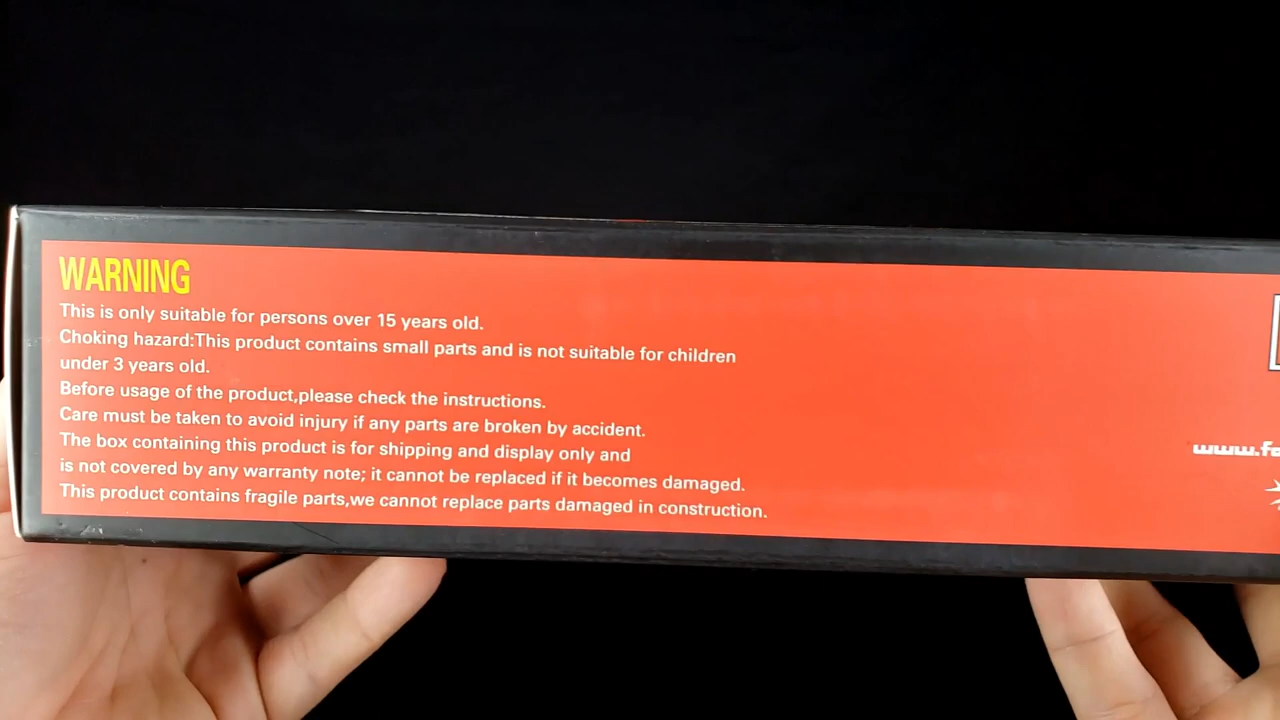 WARNING
This is only suitable for persons over 15 years old.
Choking hazard:This product contains small parts and is not suitable for children
under 3 years old.
Before usage of the product,please check the instructions.
Care must be taken to avoid injury if any parts are broken by accident.
The box containing this product is for shipping and display only and
is not covered by any warranty note; it cannot be replaced if it becomes damaged.
This product contains fragile parts,we cannot replace parts damaged in construction.